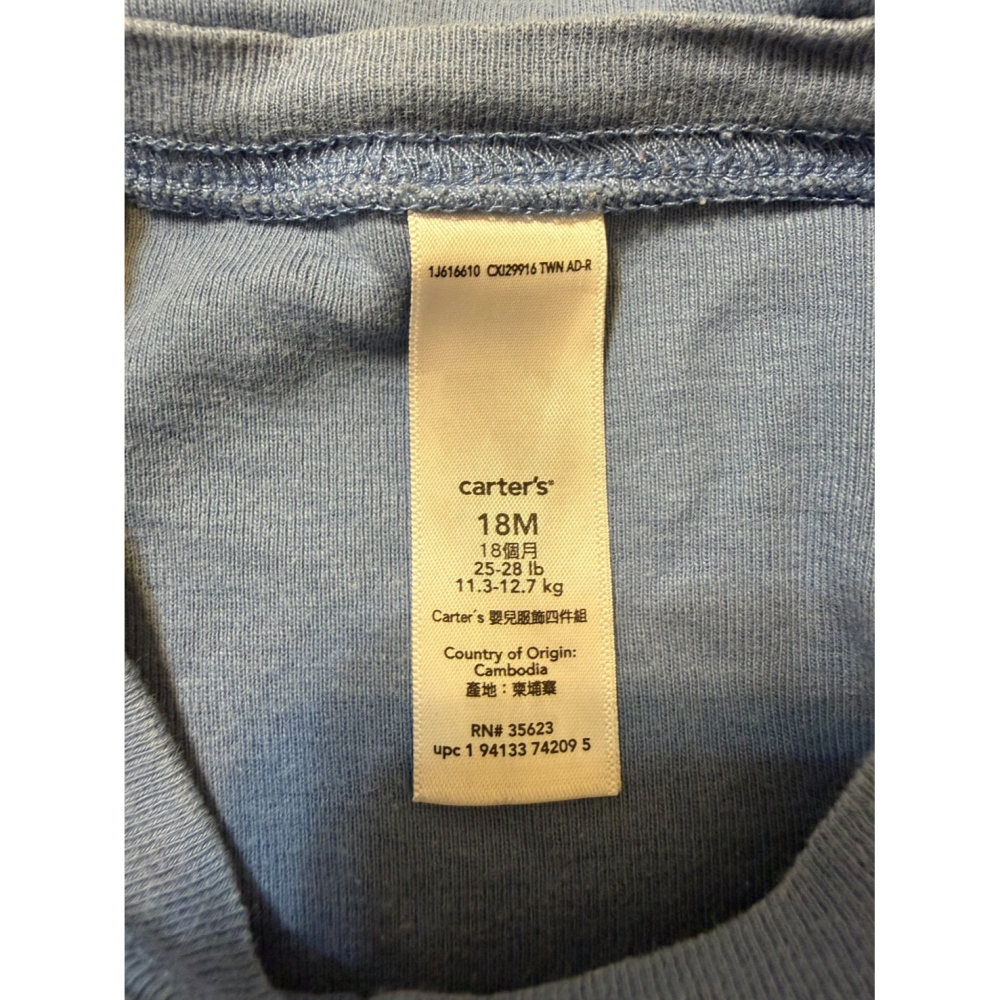 1J616610 CXI29916 TWN AD-R
carter's®
18M
18個月
25-28 lb
11.3-12.7 kg
Carter's 嬰兒服飾四件組
Country of Origin:
Cambodia
產地：柬埔寨
RN# 35623
upc 1 94133 74209 5